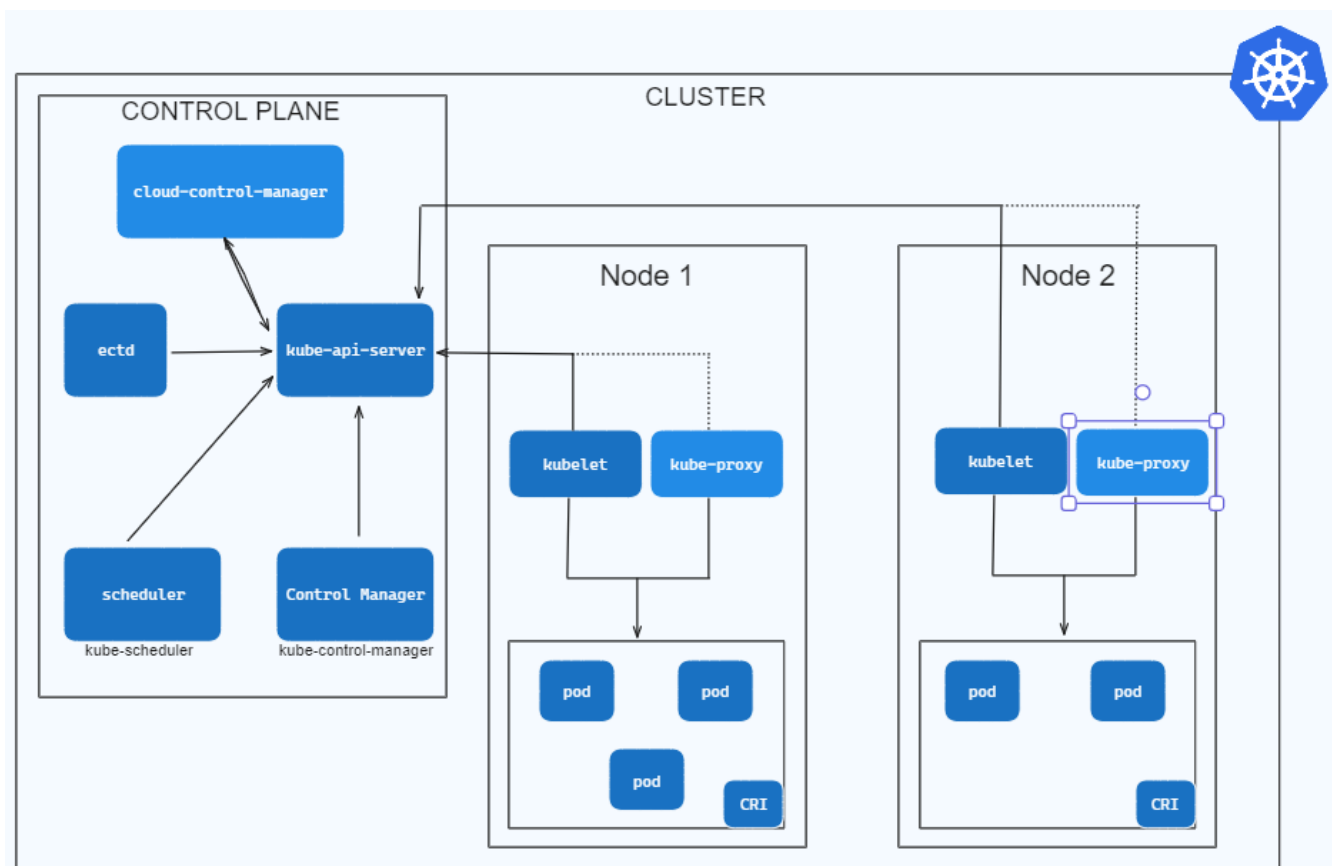 CLUSTER
CONTROL PLANE
cloud-control-manager
ectd
kube-api-server
scheduler
kube-scheduler
Control Manager
kube-control-manager
Node 1
kubelet
kube-proxy
pod
pod
pod
CRI
Node 2
kubelet
kube-proxy
pod
pod
CRI